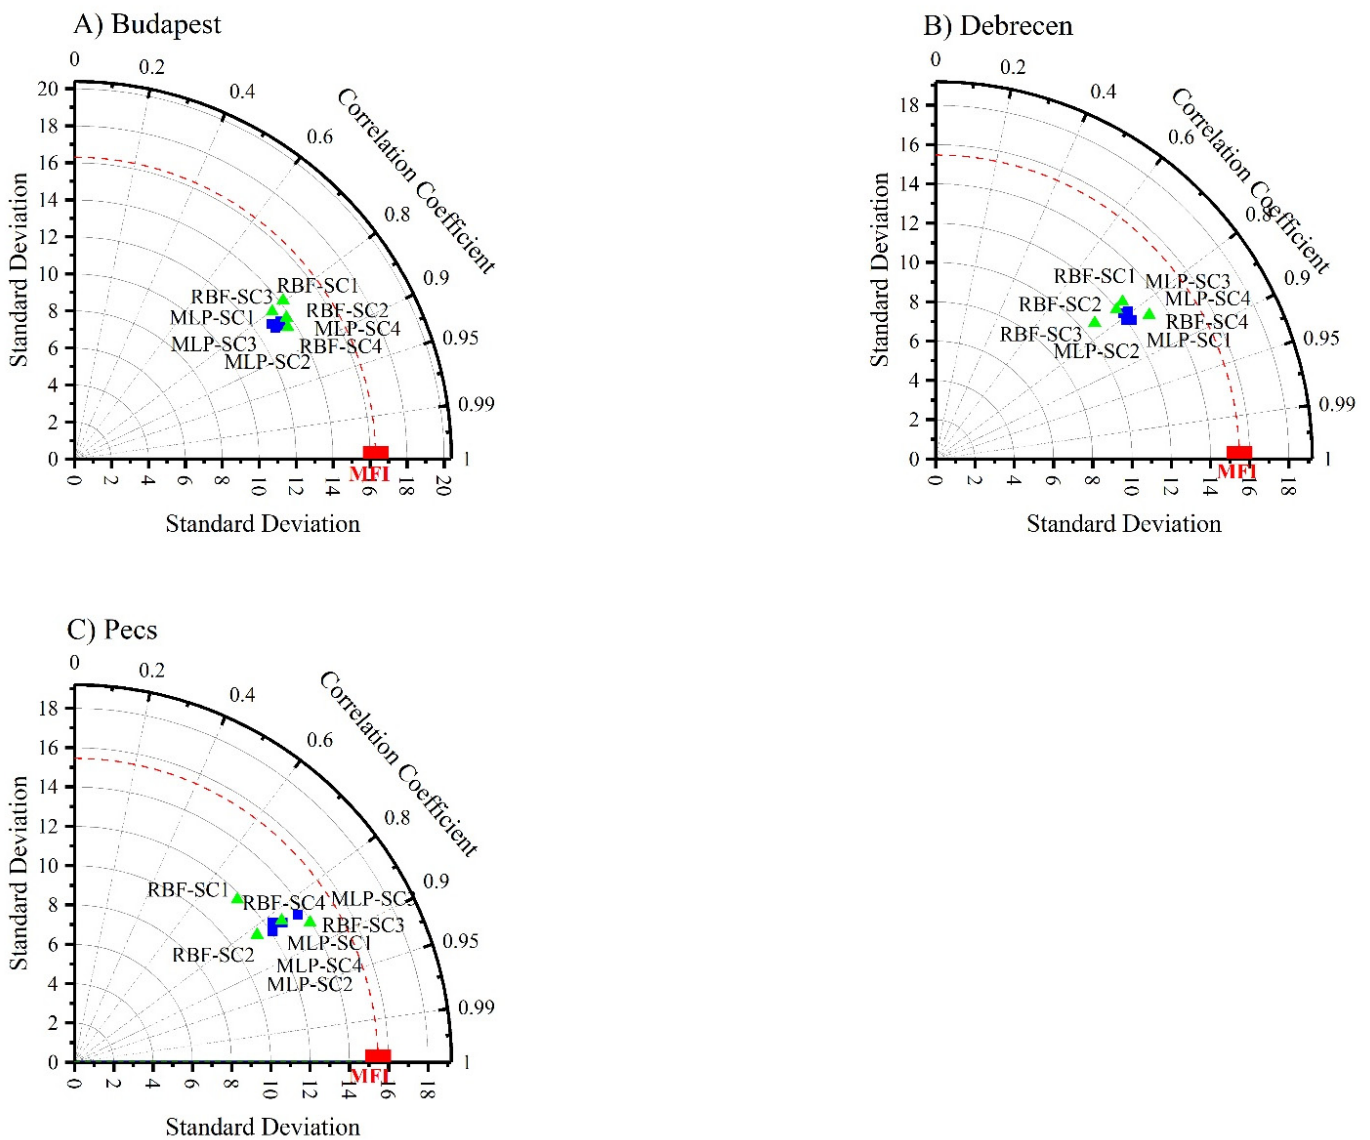 A) Budapest
0
0.2
0.4
0.6
0.8
0.9
0.95
0.99
1
Correlation Coefficient
Standard Deviation
20
18
16
14
12
10
8
6
4
2
0
RBF-SC1
RBF-SC3
RBF-SC2
MLP-SC1
MLP-SC4
MLP-SC3
RBF-SC4
MLP-SC2
MFI
0 2 4 6 8 10 12 14 16 18 20
Standard Deviation
B) Debrecen
0
0.2
0.4
0.6
0.8
0.9
0.95
0.99
1
Correlation Coefficient
Standard Deviation
18
16
14
12
10
8
6
4
2
0
RBF-SC1
MLP-SC3
RBF-SC2
MLP-SC4
RBF-SC4
RBF-SC3
MLP-SC1
MLP-SC2
MFI
0 2 4 6 8 10 12 14 16 18
Standard Deviation
C) Pecs
0
0.2
0.4
0.6
0.8
0.9
0.95
0.99
1
Correlation Coefficient
Standard Deviation
18
16
14
12
10
8
6
4
2
0
RBF-SC1
RBF-SC4
MLP-SC3
RBF-SC3
MLP-SC1
RBF-SC2
MLP-SC4
MLP-SC2
MFI
0 2 4 6 8 10 12 14 16 18
Standard Deviation